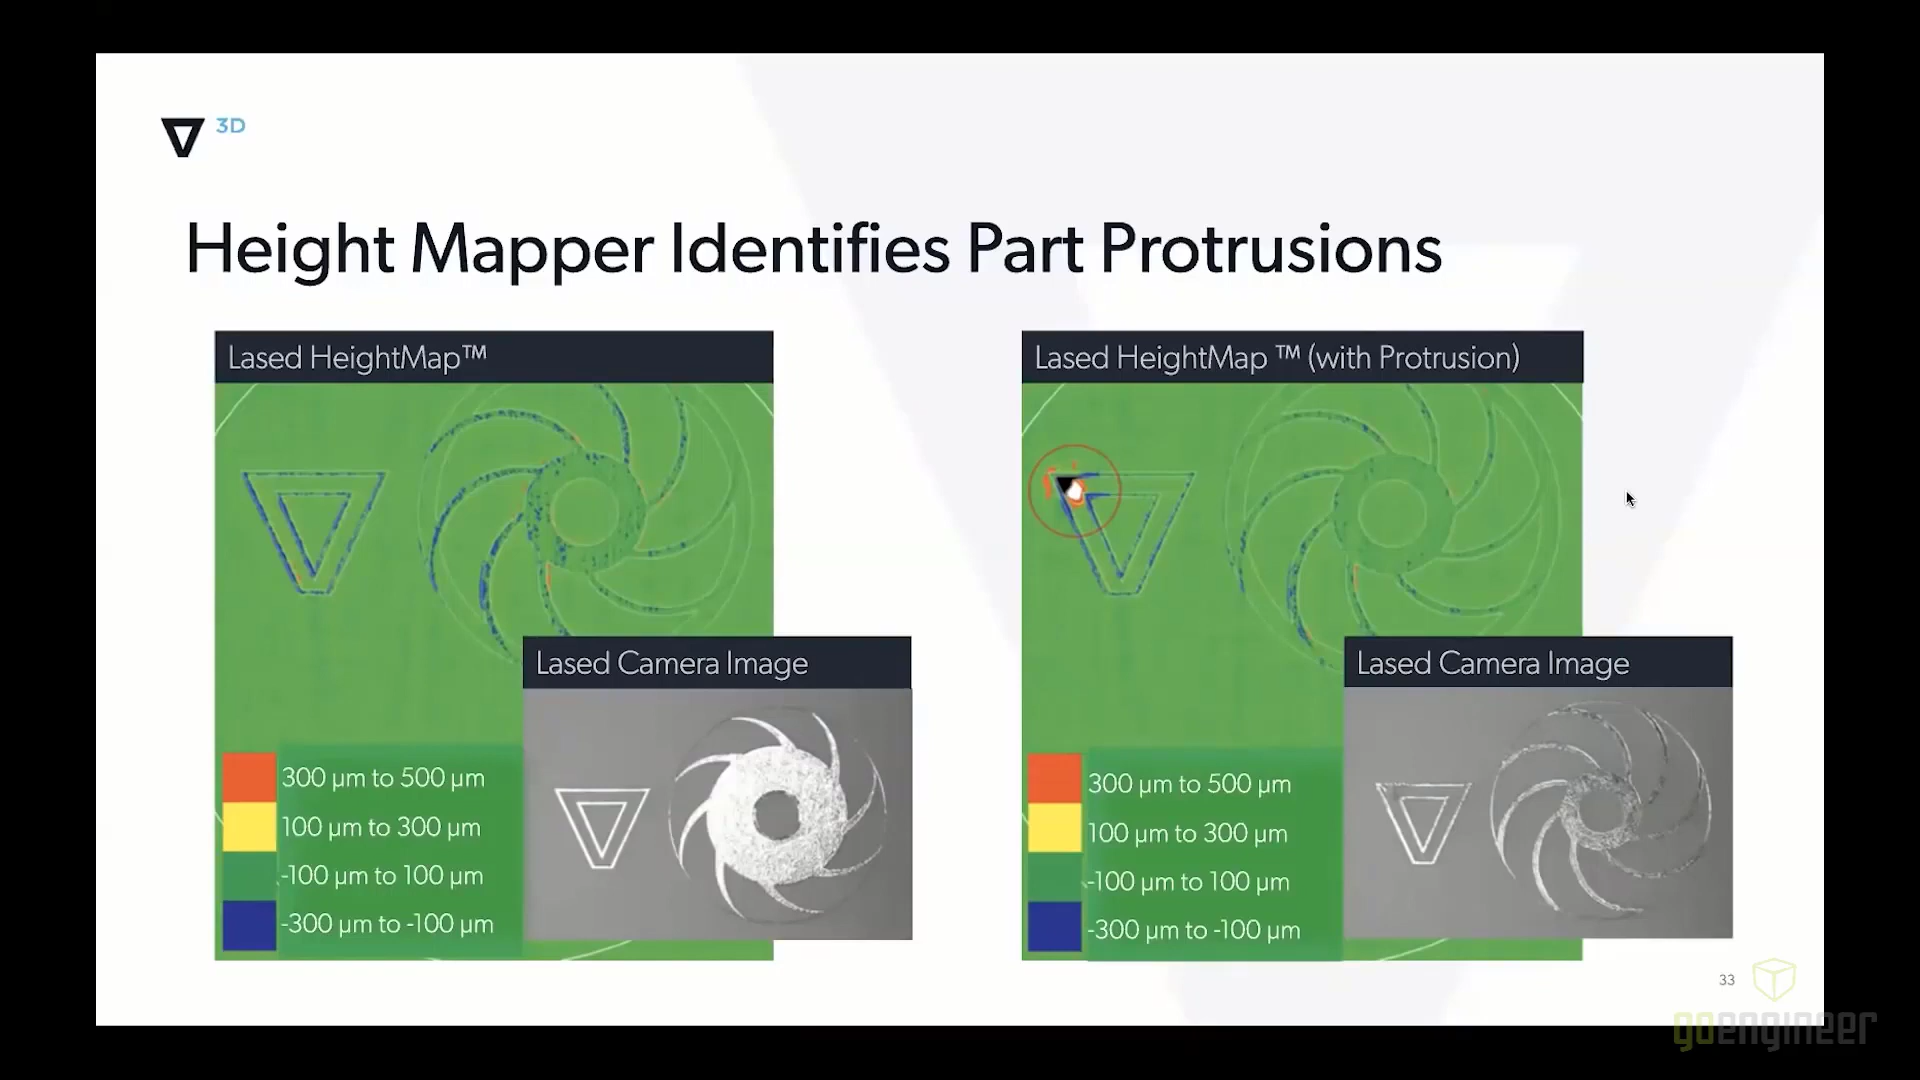 3D
Height Mapper Identifies Part Protrusions
Lased HeightMap™
Lased Camera Image
300 µm to 500 µm
100 µm to 300 µm
-100 µm to 100 µm
-300 µm to -100 µm
Lased HeightMap ™ (with Protrusion)
Lased Camera Image
300 µm to 500 µm
100 µm to 300 µm
-100 µm to 100 µm
-300 µm to -100 µm
33
goengineer